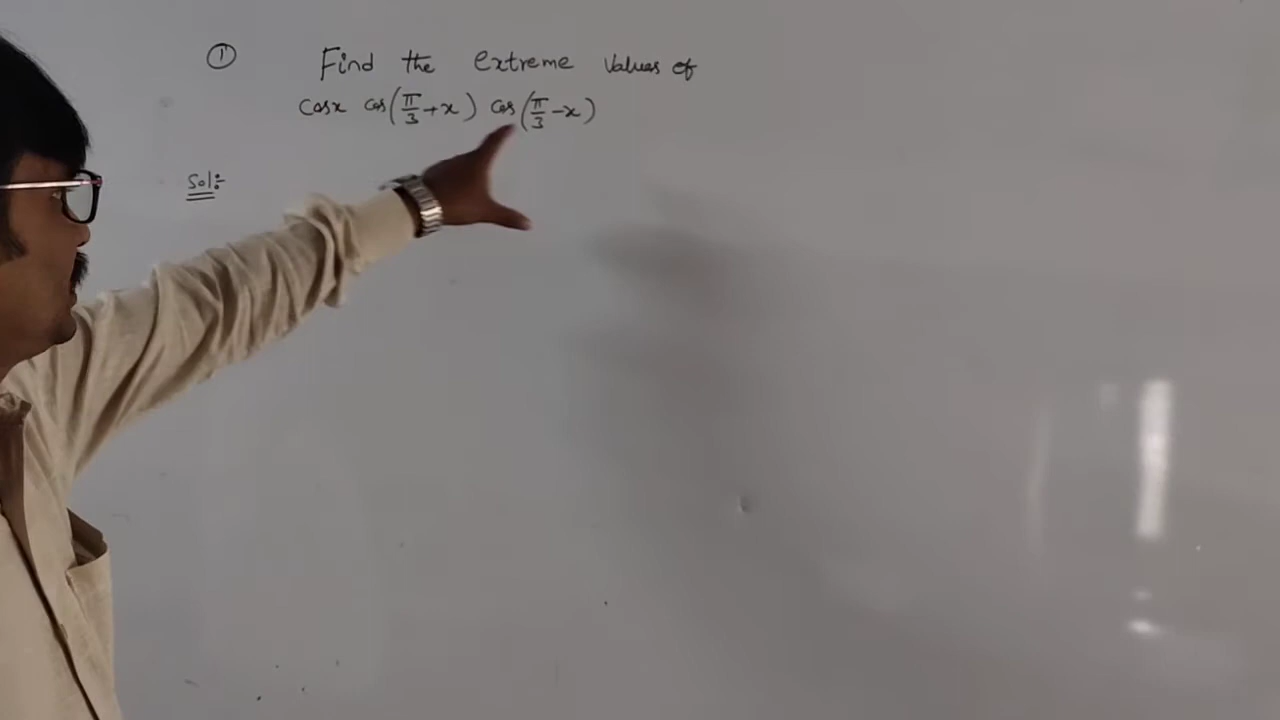 ① Find the extreme values of
cosx cos(π/3+x) cos(π/3-x)
Sol:-